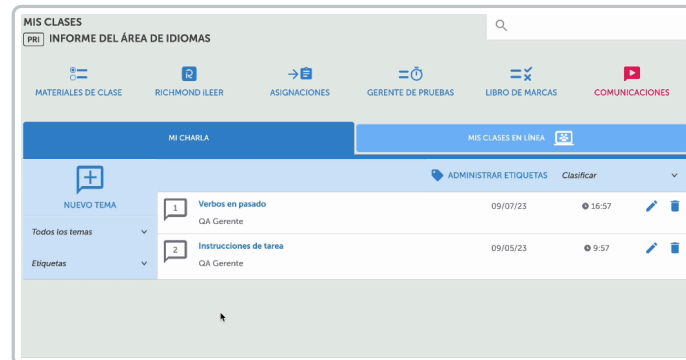 MIS CLASES
PRI INFORME DEL ÁREA DE IDIOMAS
MATERIALES DE CLASE
RICHMOND iLEER
ASIGNACIONES
GERENTE DE PRUEBAS
LIBRO DE MARCAS
COMUNICACIONES
MI CHARLA
MIS CLASES EN LÍNEA
NUEVO TEMA
ADMINISTRAR ETIQUETAS
Clasificar
Todos los temas
Etiquetas
1 Verbos en pasado 09/07/23 16:57
QA Gerente
2 Instrucciones de tarea 09/05/23 9:57
QA Gerente